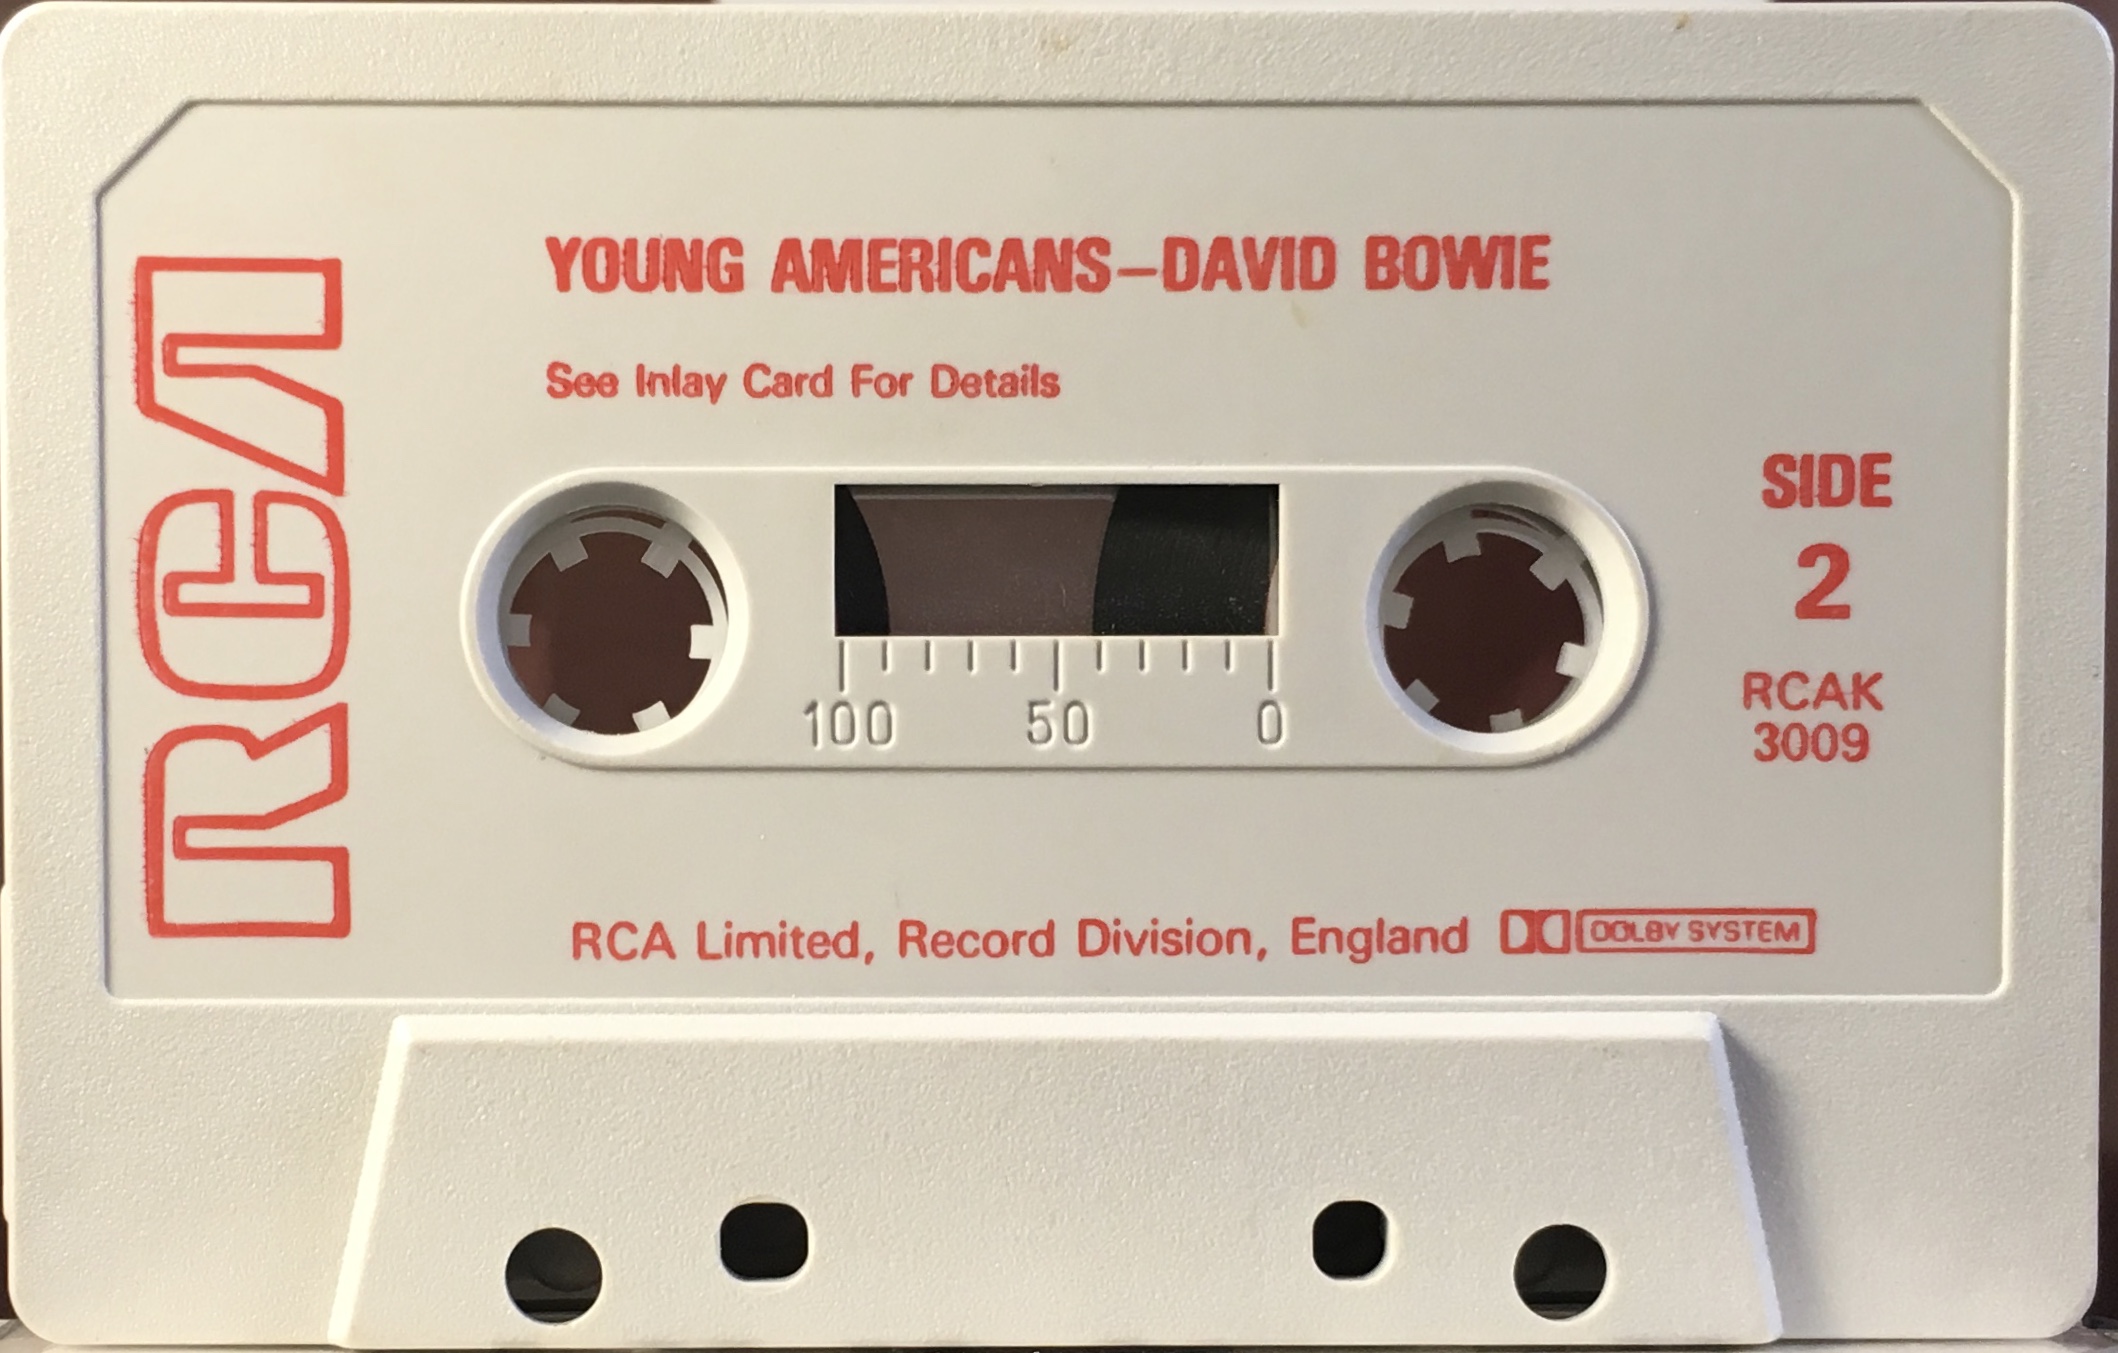 RCA
YOUNG AMERICANS–DAVID BOWIE
See Inlay Card For Details
SIDE
2
RCAK
3009
100 50 0
RCA Limited, Record Division, England DOLBY SYSTEM